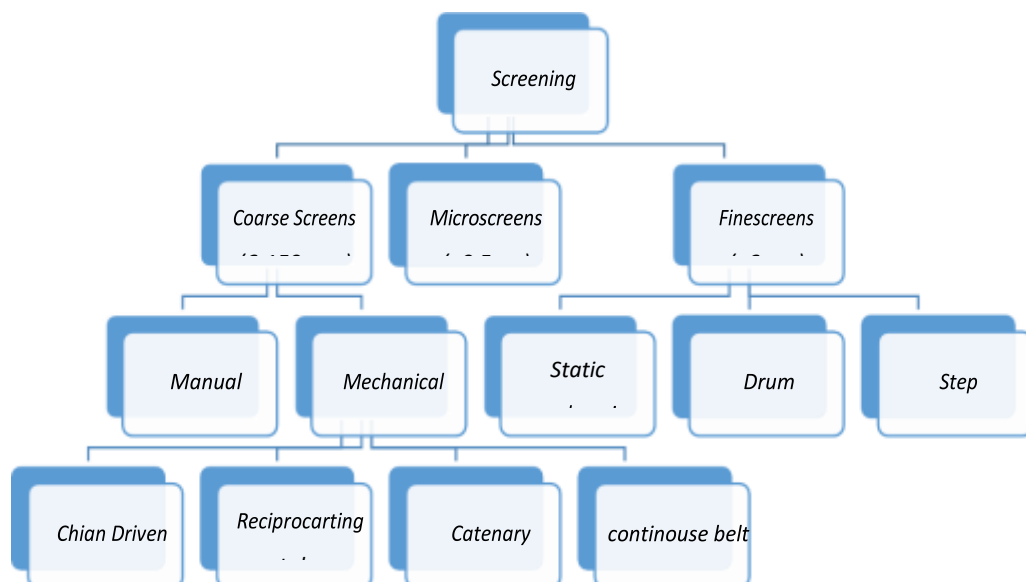 Screening
Coarse Screens
Microscreens
Finescreens
Manual
Mechanical
Static
Drum
Step
Chian Driven
Reciprocarting
Catenary
continouse belt